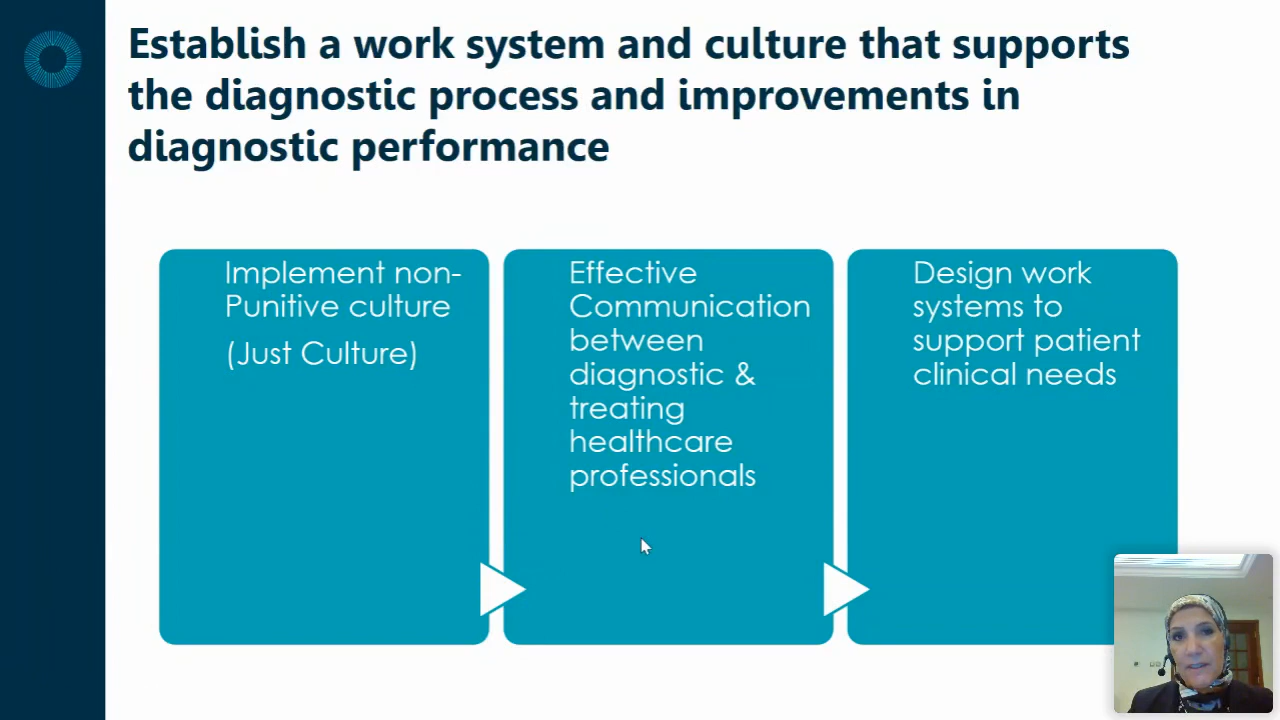 Establish a work system and culture that supports
the diagnostic process and improvements in
diagnostic performance
Implement non-
Punitive culture
(Just Culture)
Effective
Communication
between
diagnostic &
treating
healthcare
professionals
Design work
systems to
support patient
clinical needs